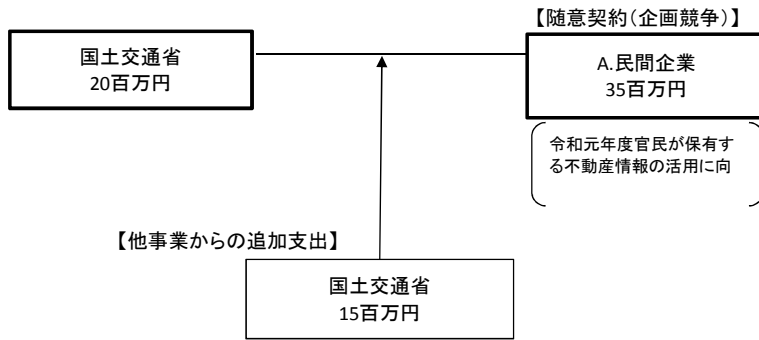 【随意契約(企画競争)】
国土交通省
20百万円
A.民間企業
35百万円
令和元年度官民が保有す
る不動産情報の活用に向
【他事業からの追加支出】
国土交通省
15百万円